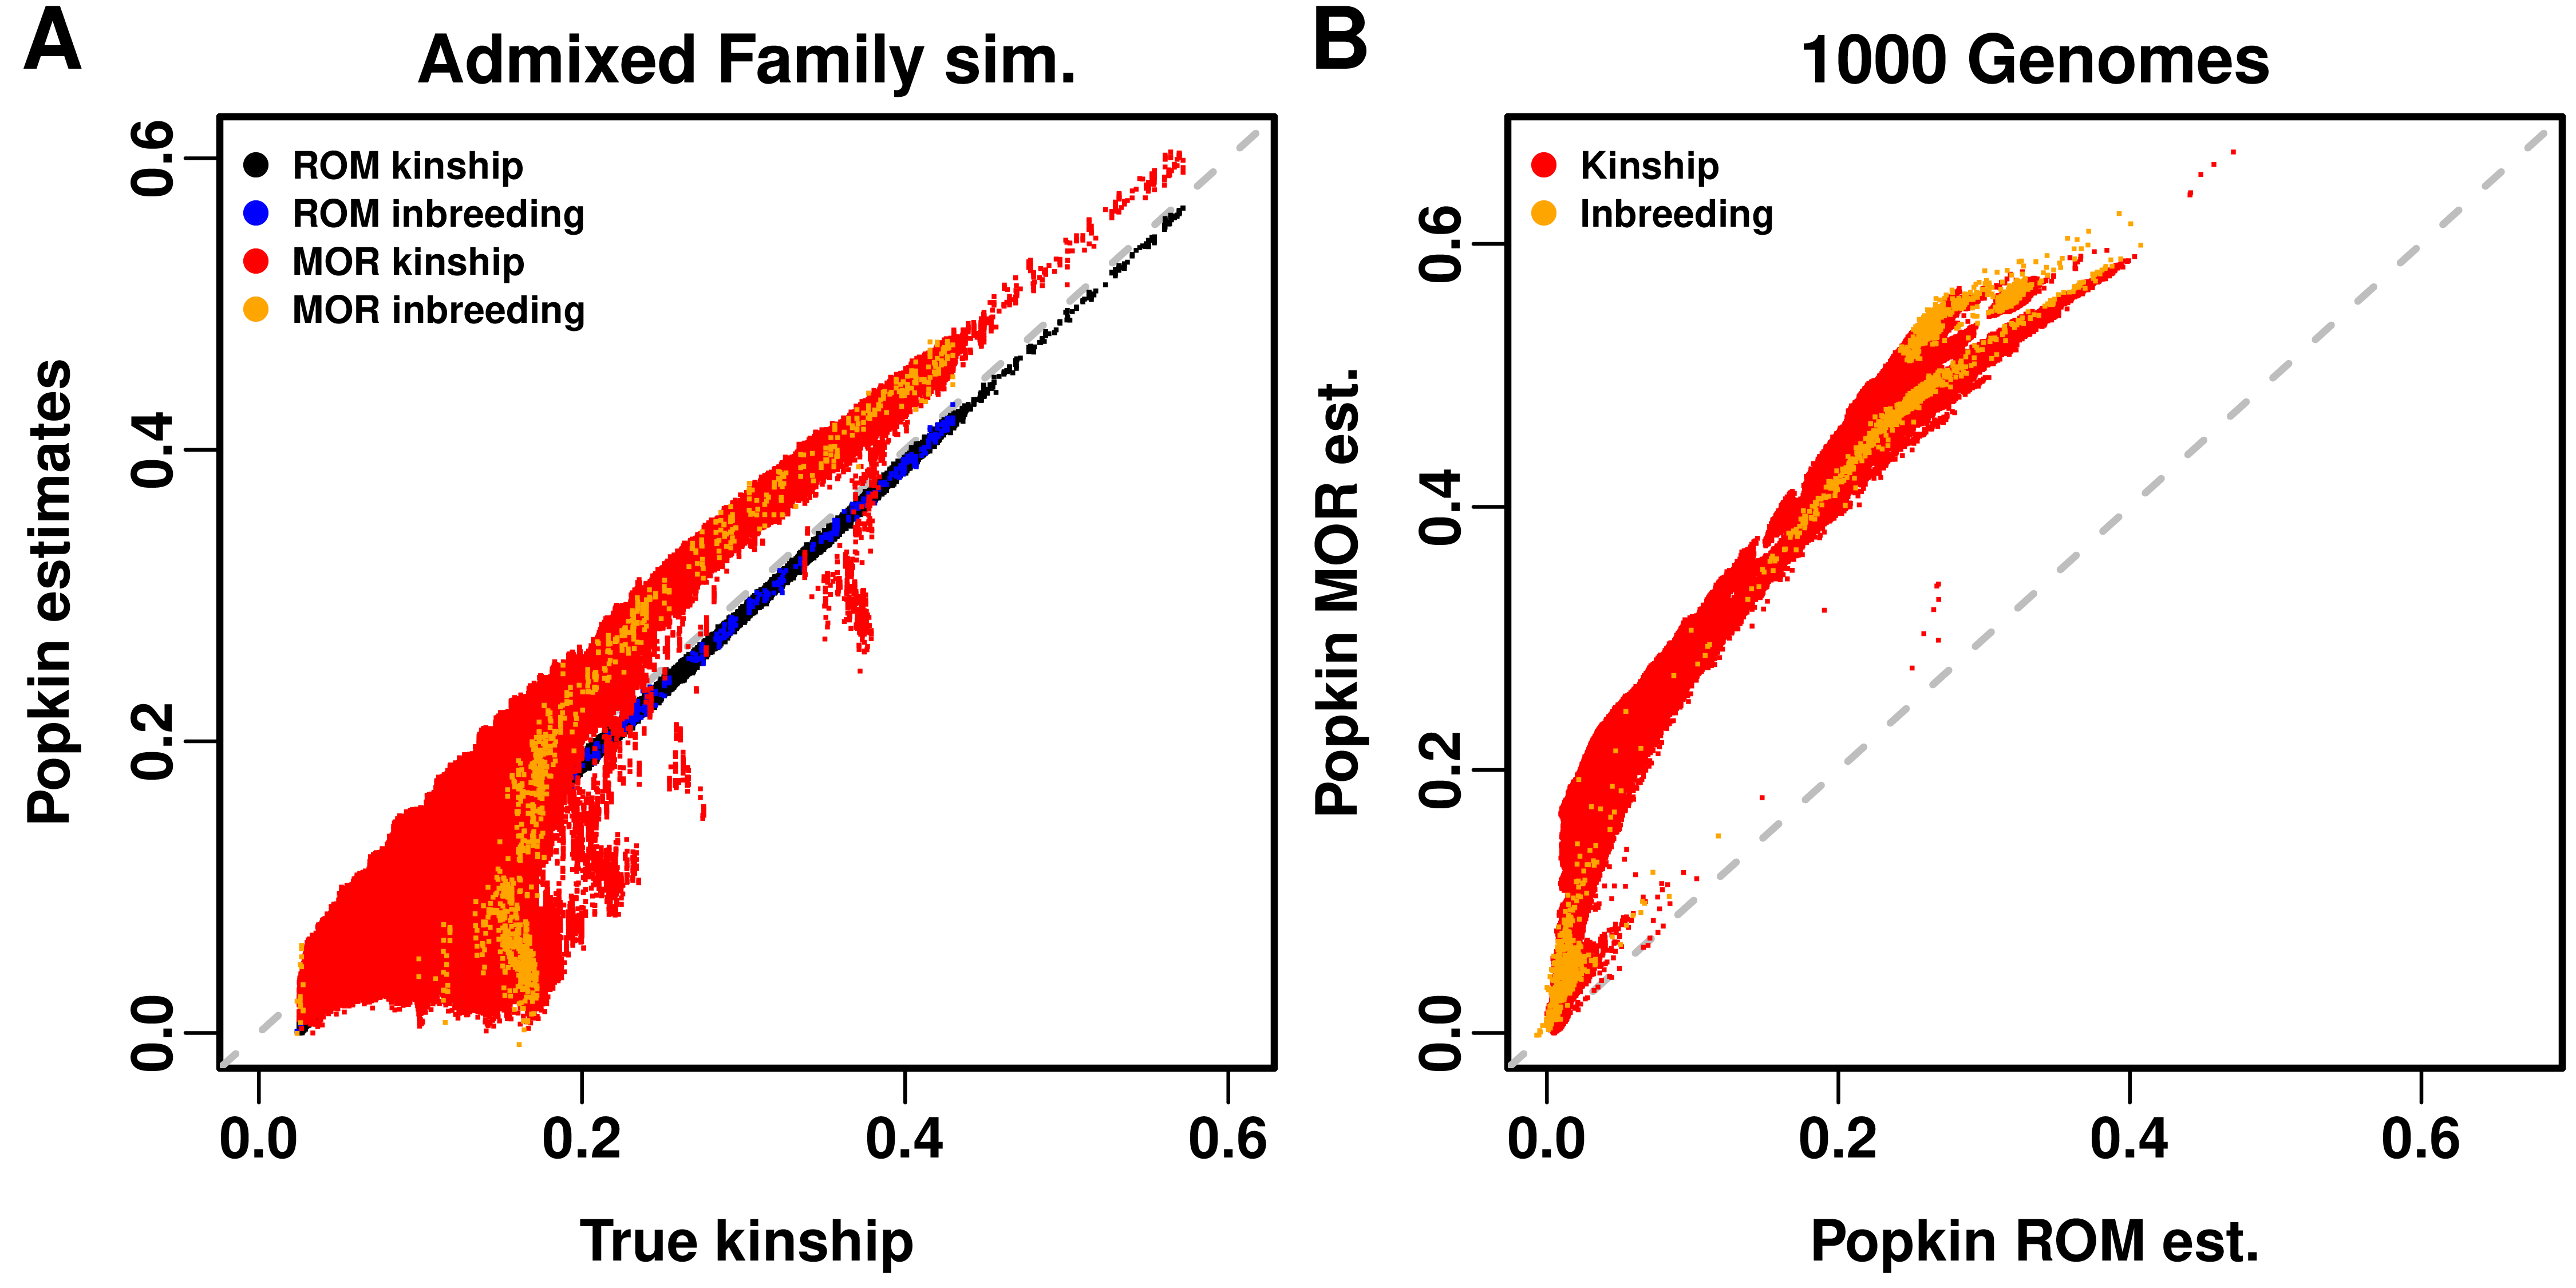 A
Admixed Family sim.
ROM kinship
ROM inbreeding
MOR kinship
MOR inbreeding
Popkin estimates
0.6
0.4
0.2
0.0
0.0 0.2 0.4 0.6
True kinship
B
1000 Genomes
Kinship
Inbreeding
Popkin MOR est.
0.6
0.4
0.2
0.0
0.0 0.2 0.4 0.6
Popkin ROM est.